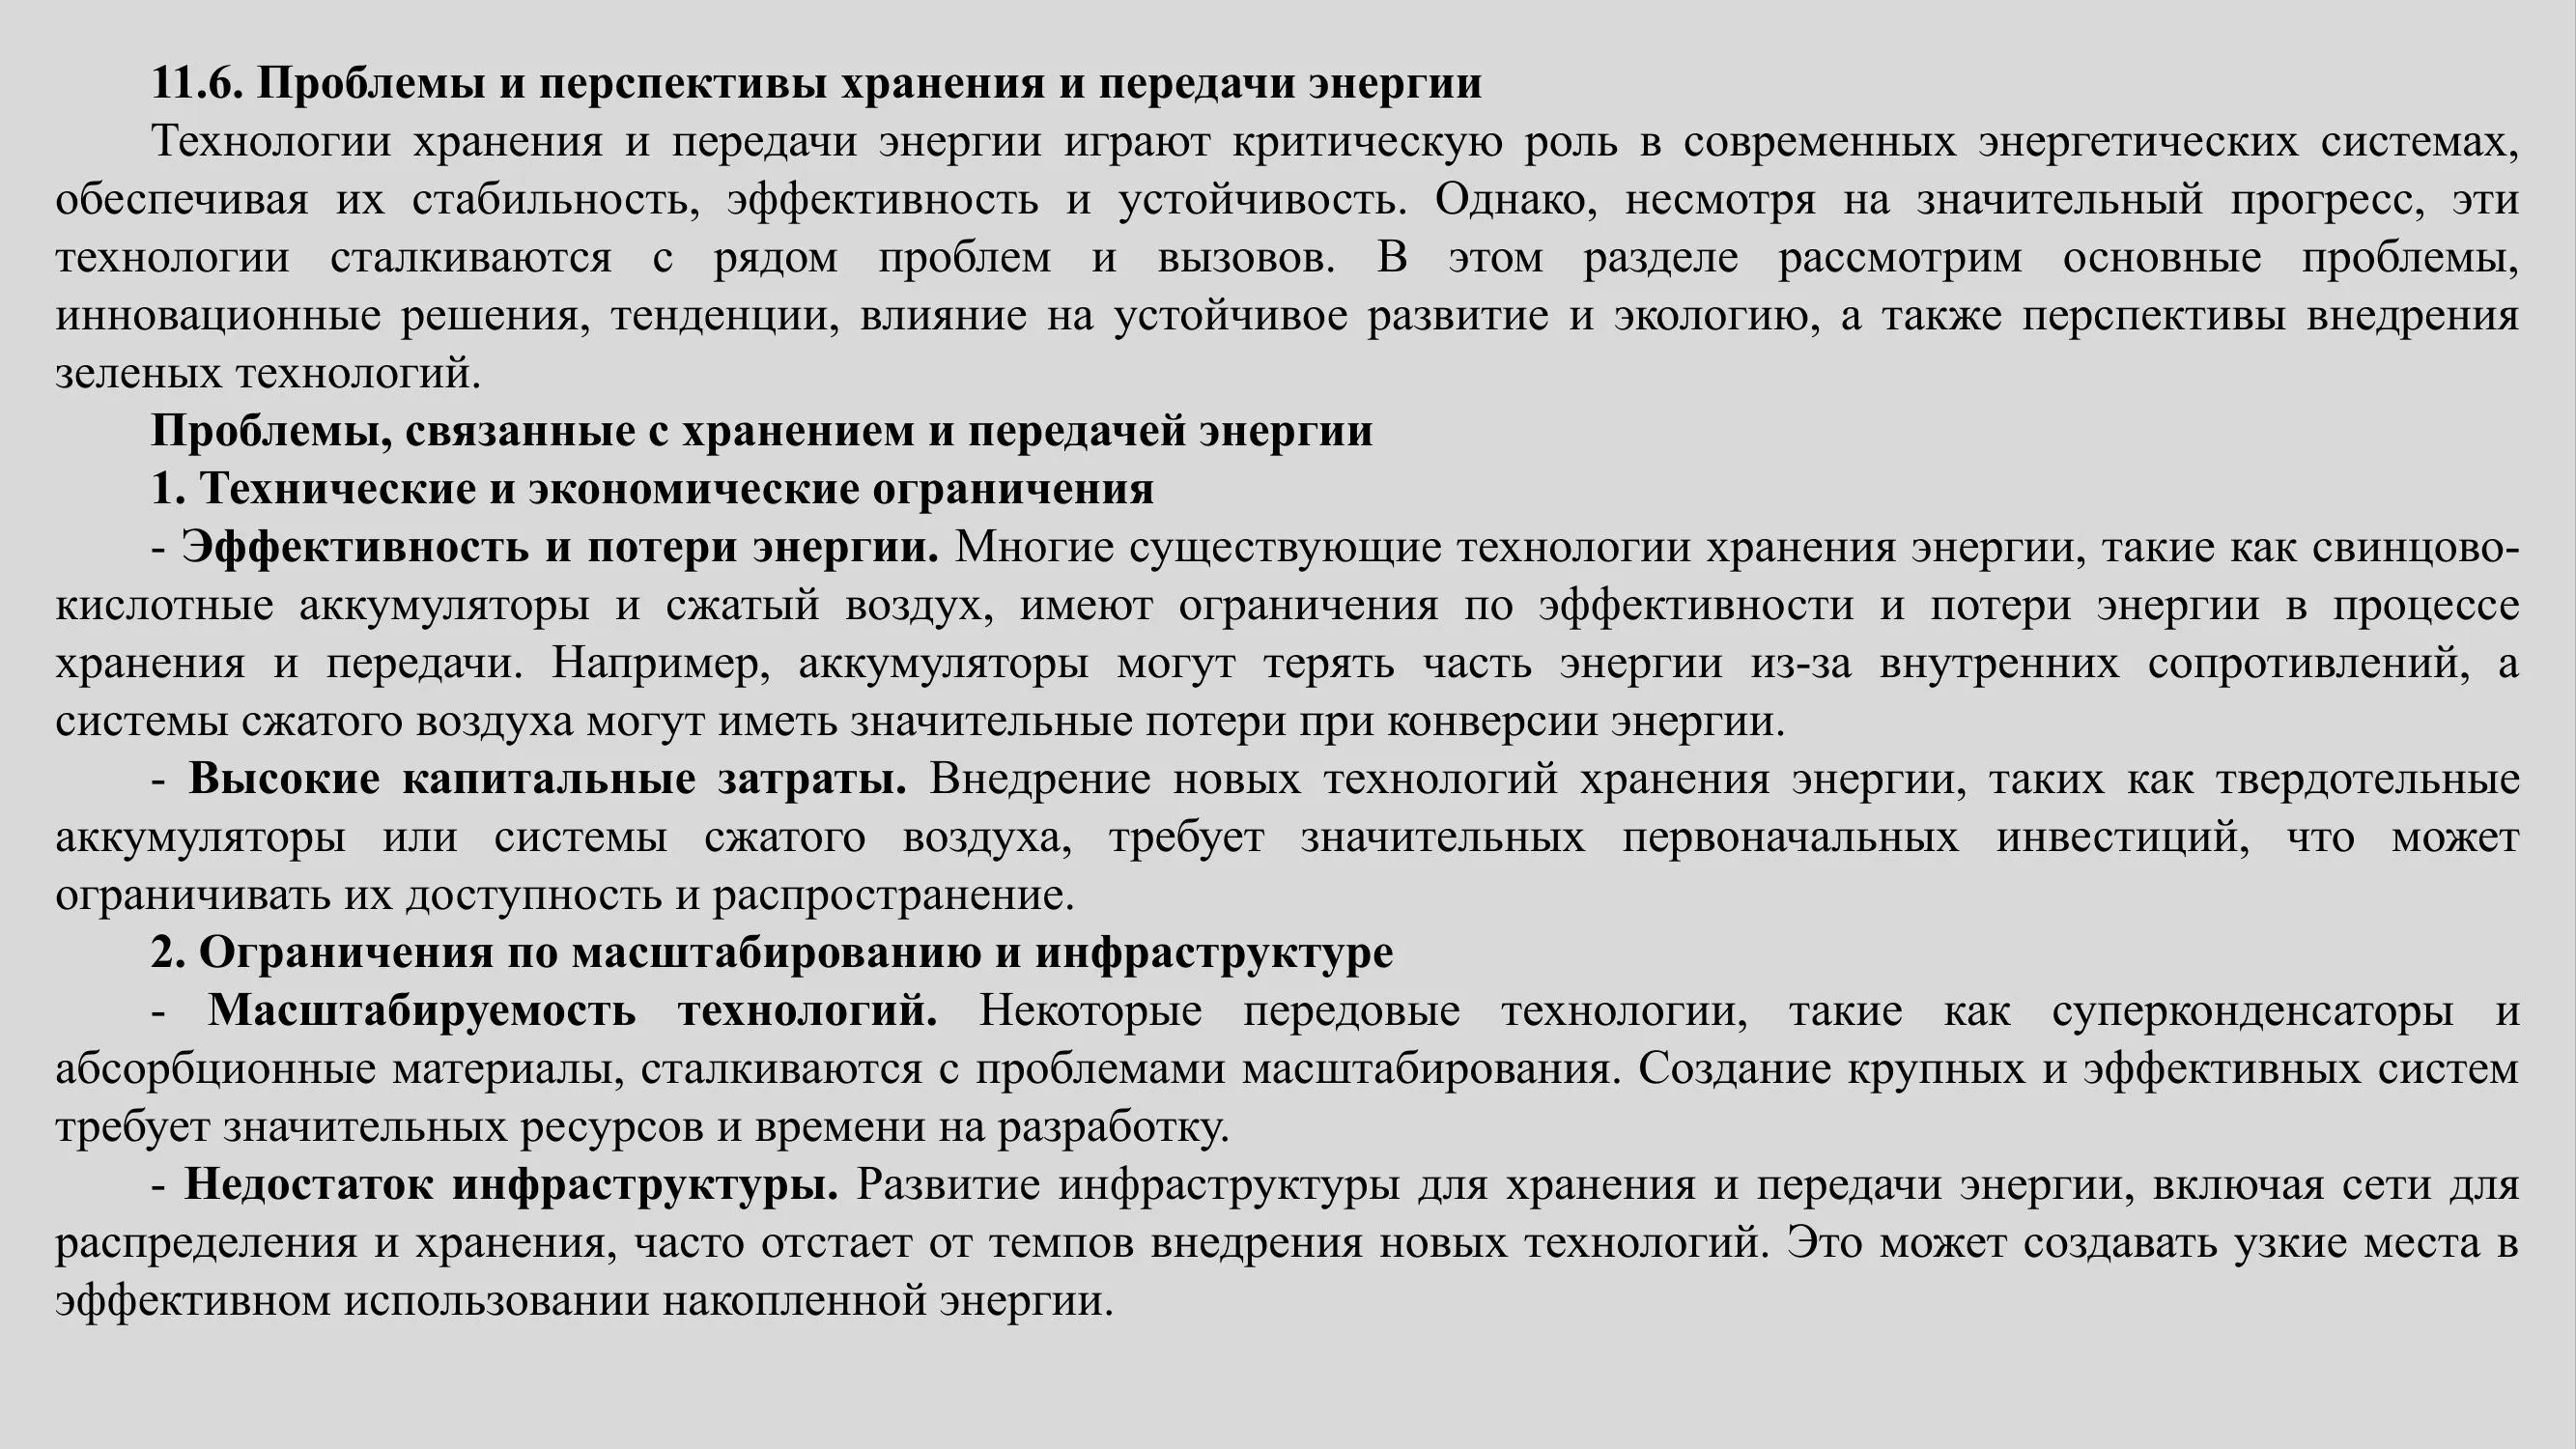 11.6. Проблемы и перспективы хранения и передачи энергии
Технологии хранения и передачи энергии играют критическую роль в современных энергетических системах,
обеспечивая их стабильность, эффективность и устойчивость. Однако, несмотря на значительный прогресс, эти
технологии сталкиваются с рядом проблем и вызовов. В этом разделе рассмотрим основные проблемы,
инновационные решения, тенденции, влияние на устойчивое развитие и экологию, а также перспективы внедрения
зеленых технологий.
Проблемы, связанные с хранением и передачей энергии
1. Технические и экономические ограничения
- Эффективность и потери энергии. Многие существующие технологии хранения энергии, такие как свинцово-
кислотные аккумуляторы и сжатый воздух, имеют ограничения по эффективности и потери энергии в процессе
хранения и передачи. Например, аккумуляторы могут терять часть энергии из-за внутренних сопротивлений, а
системы сжатого воздуха могут иметь значительные потери при конверсии энергии.
- Высокие капитальные затраты. Внедрение новых технологий хранения энергии, таких как твердотельные
аккумуляторы или системы сжатого воздуха, требует значительных первоначальных инвестиций, что может
ограничивать их доступность и распространение.
2. Ограничения по масштабированию и инфраструктуре
- Масштабируемость технологий. Некоторые передовые технологии, такие как суперконденсаторы и
абсорбционные материалы, сталкиваются с проблемами масштабирования. Создание крупных и эффективных систем
требует значительных ресурсов и времени на разработку.
- Недостаток инфраструктуры. Развитие инфраструктуры для хранения и передачи энергии, включая сети для
распределения и хранения, часто отстает от темпов внедрения новых технологий. Это может создавать узкие места в
эффективном использовании накопленной энергии.